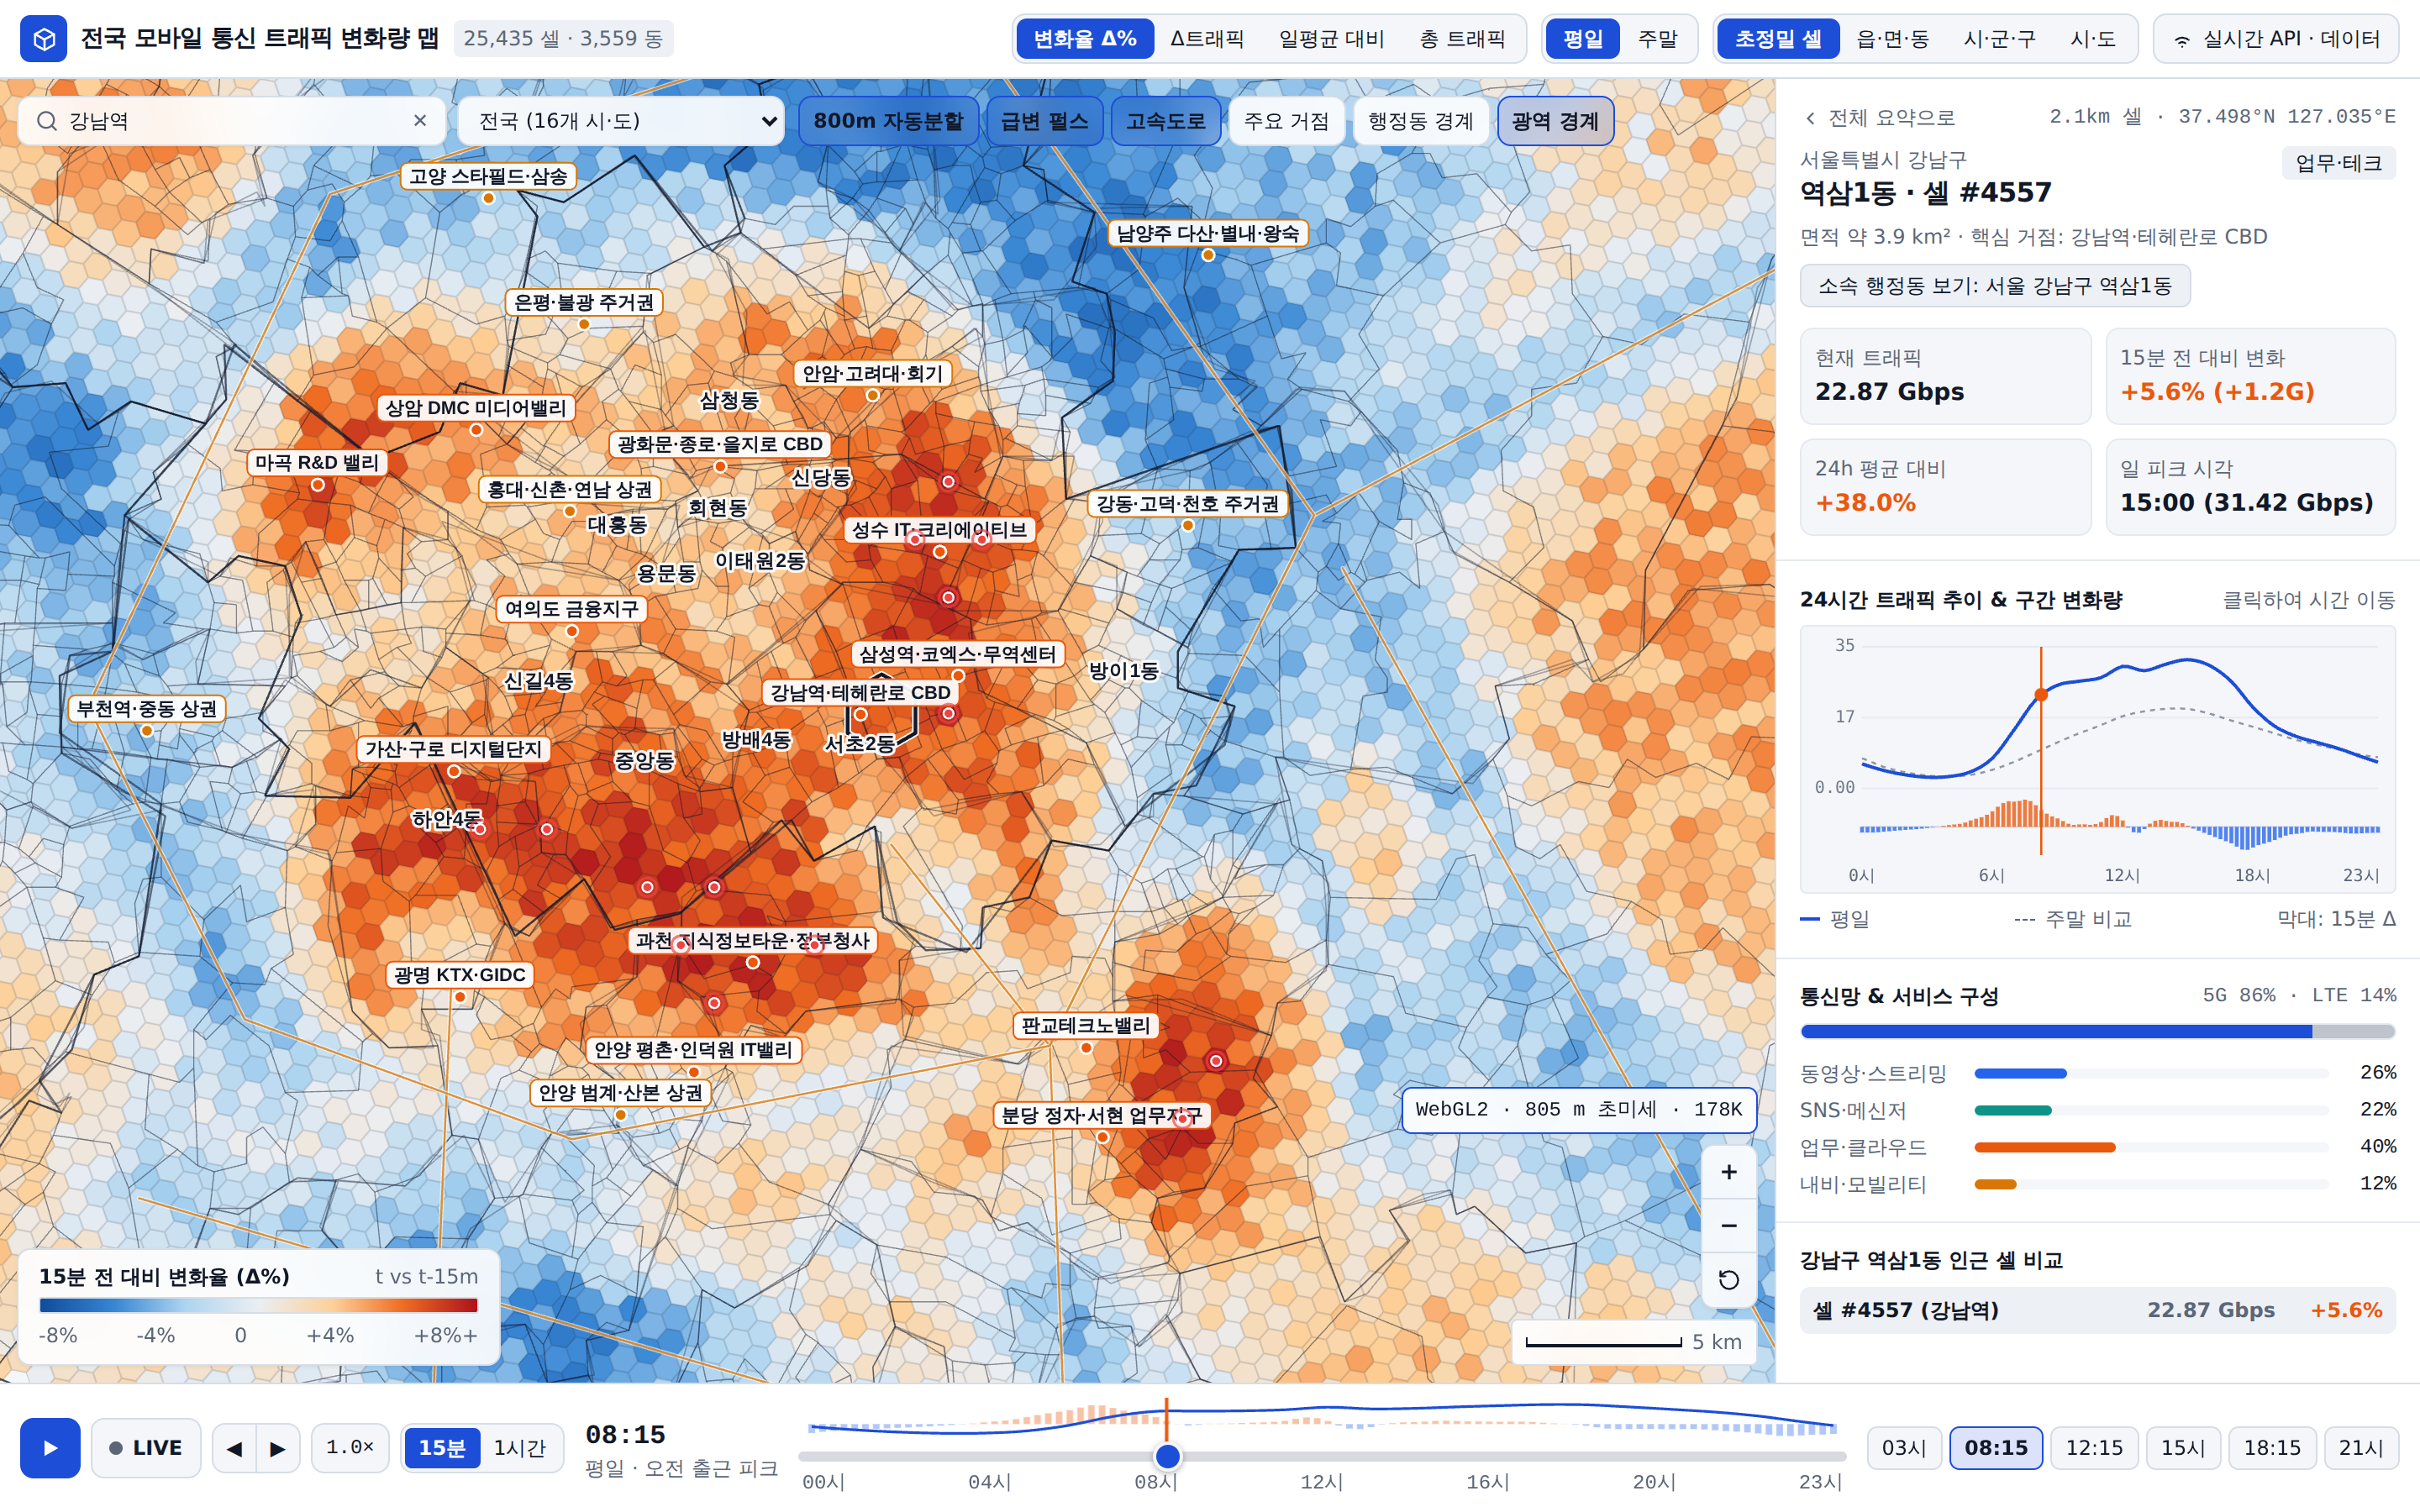 전국 모바일 통신 트래픽 변화량 맵
25,435 셀 · 3,559 동
변화율 Δ%
Δ트래픽
일평균 대비
총 트래픽
평일
주말
초정밀 셀
읍·면·동
시·군·구
시·도
실시간 API · 데이터
강남역
전국 (16개 시·도)
800m 자동분할
급변 펄스
고속도로
주요 거점
행정동 경계
광역 경계
고양 스타필드·삼송
남양주 다산·별내·왕숙
은평·불광 주거권
안암·고려대·회기
삼청동
상암 DMC 미디어밸리
광화문·종로·을지로 CBD
마곡 R&D 밸리
신당동
홍대·신촌·연남 상권
회현동
강동·고덕·천호 주거권
대흥동
성수 IT·크리에이티브
이태원2동
용문동
여의도 금융지구
삼성역·코엑스·무역센터
방이1동
신길4동
강남역·테헤란로 CBD
부천역·중동 상권
방배4동
서초2동
가산·구로 디지털단지
중앙동
하안4동
과천 지식정보타운·정부청사
광명 KTX·GIDC
판교테크노밸리
안양 평촌·인덕원 IT밸리
안양 범계·산본 상권
분당 정자·서현 업무지구
WebGL2 · 805 m 초미세 · 178K
+
−
5 km
15분 전 대비 변화율 (Δ%)
t vs t-15m
-8%
-4%
0
+4%
+8%+
전체 요약으로
2.1km 셀 · 37.498°N 127.035°E
서울특별시 강남구
업무·테크
역삼1동 · 셀 #4557
면적 약 3.9 km² · 핵심 거점: 강남역·테헤란로 CBD
소속 행정동 보기: 서울 강남구 역삼1동
현재 트래픽
22.87 Gbps
15분 전 대비 변화
+5.6% (+1.2G)
24h 평균 대비
+38.0%
일 피크 시각
15:00 (31.42 Gbps)
24시간 트래픽 추이 & 구간 변화량
클릭하여 시간 이동
35
17
0.00
0시
6시
12시
18시
23시
평일
주말 비교
막대: 15분 Δ
통신망 & 서비스 구성
5G 86% · LTE 14%
동영상·스트리밍
26%
SNS·메신저
22%
업무·클라우드
40%
내비·모빌리티
12%
강남구 역삼1동 인근 셀 비교
셀 #4557 (강남역)
22.87 Gbps
+5.6%
LIVE
1.0×
15분
1시간
08:15
평일 · 오전 출근 피크
00시
04시
08시
12시
16시
20시
23시
03시
08:15
12:15
15시
18:15
21시